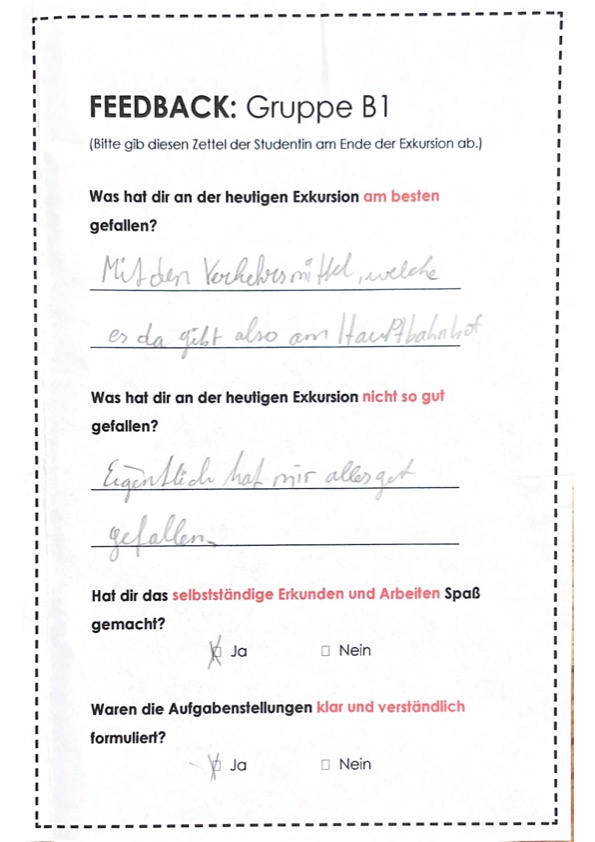 FEEDBACK: Gruppe B1
(Bitte gib diesen Zettel der Studentin am Ende der Exkursion ab.)
Was hat dir an der heutigen Exkursion am besten
gefallen?
Mit den Verkehrsmittel, welche
es da gibt also am Hauptbahnhof
Was hat dir an der heutigen Exkursion nicht so gut
gefallen?
Eigentlich hat mir alles gut
gefallen.
Hat dir das selbstständige Erkunden und Arbeiten Spaß
gemacht?
☒ Ja ☐ Nein
Waren die Aufgabenstellungen klar und verständlich
formuliert?
☒ Ja ☐ Nein